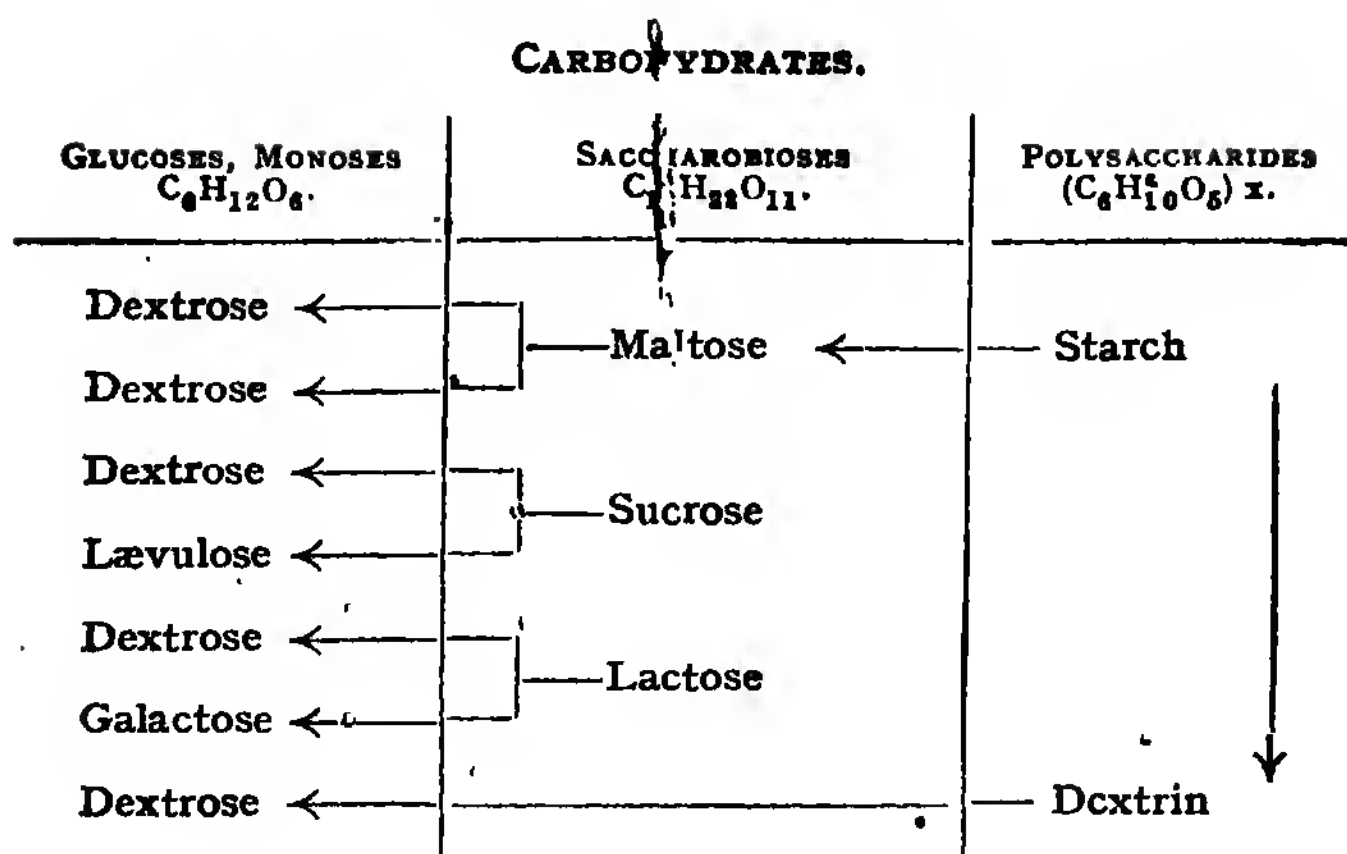 CARBOHYDRATES.
GLUCOSES, MONOSES
C₆H₁₂O₆.
SACCHAROBIOSES
C₁₂H₂₂O₁₁.
POLYSACCHARIDES
(C₆H₁₀O₅) x.
Dextrose
Maltose
Starch
Dextrose
Dextrose
Sucrose
Lævulose
Dextrose
Lactose
Galactose
Dextrose
Dextrin